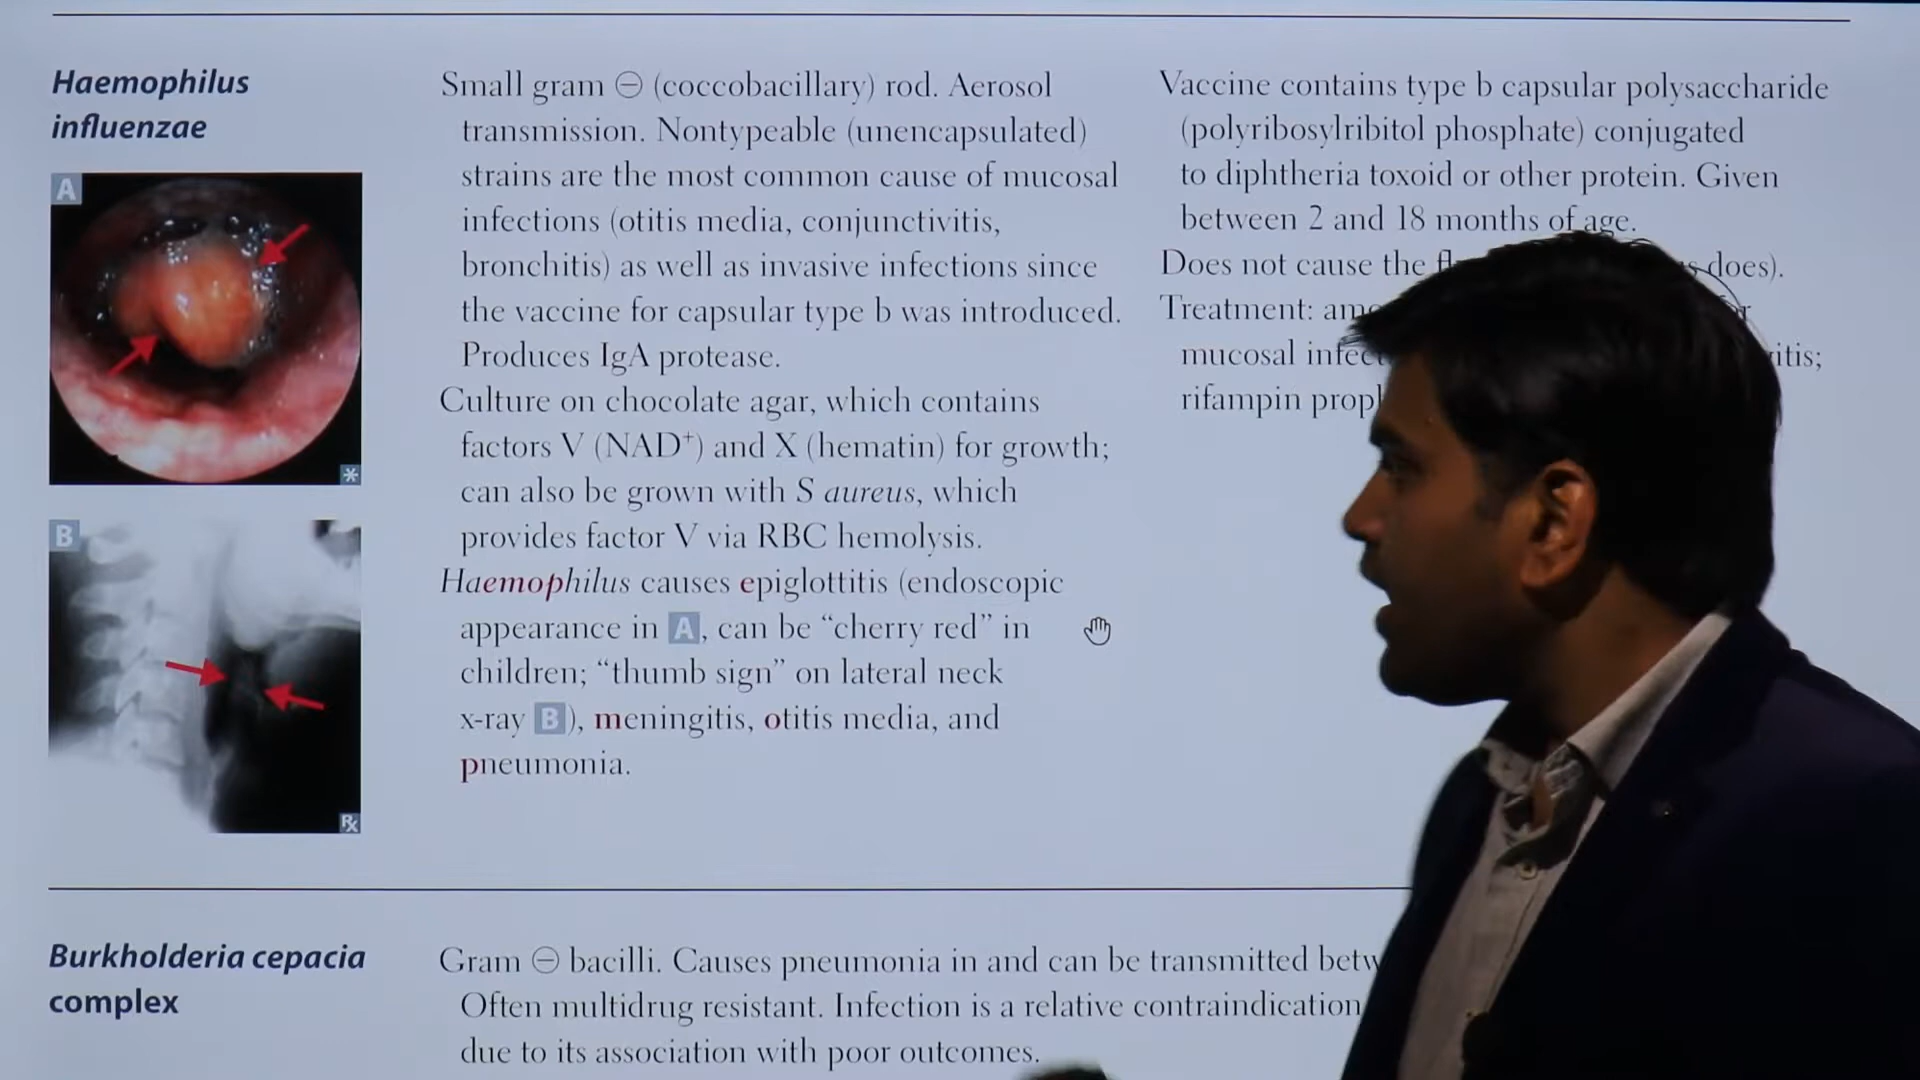 Haemophilus
influenzae
A
*
B
Rx
Small gram ⊖ (coccobacillary) rod. Aerosol
transmission. Nontypeable (unencapsulated)
strains are the most common cause of mucosal
infections (otitis media, conjunctivitis,
bronchitis) as well as invasive infections since
the vaccine for capsular type b was introduced.
Produces IgA protease.
Culture on chocolate agar, which contains
factors V (NAD⁺) and X (hematin) for growth;
can also be grown with S aureus, which
provides factor V via RBC hemolysis.
Haemophilus causes epiglottitis (endoscopic
appearance in A, can be “cherry red” in
children; “thumb sign” on lateral neck
x-ray B), meningitis, otitis media, and
pneumonia.
Vaccine contains type b capsular polysaccharide
(polyribosylribitol phosphate) conjugated
to diphtheria toxoid or other protein. Given
between 2 and 18 months of age.
Does not cause the does).
Treatment:
mucosal
rifampin
Burkholderia cepacia
complex
Gram ⊖ bacilli. Causes pneumonia in and can be transmitted
Often multidrug resistant. Infection is a relative contraindication
due to its association with poor outcomes.